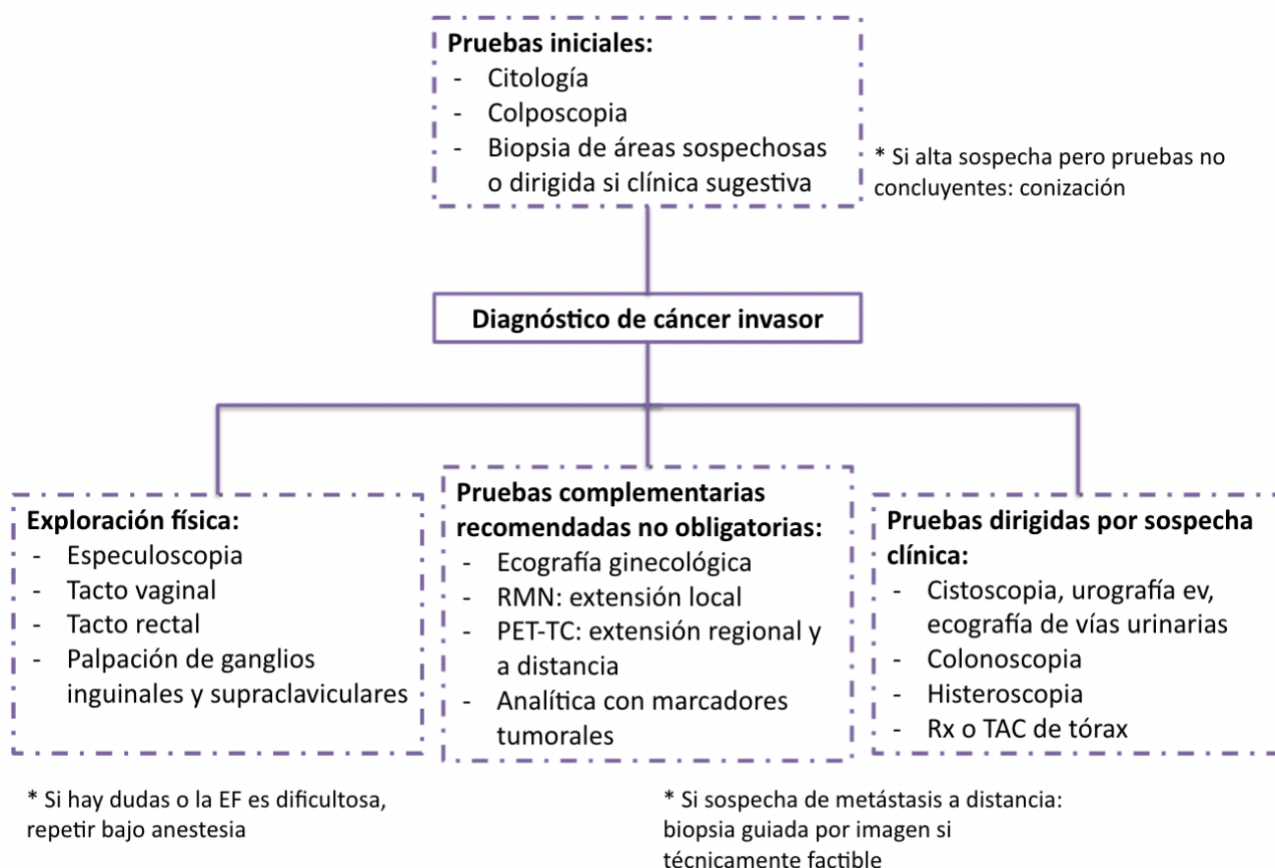 Pruebas iniciales:
- Citología
- Colposcopia
- Biopsia de áreas sospechosas
o dirigida si clínica sugestiva
* Si alta sospecha pero pruebas no
concluyentes: conización
Diagnóstico de cáncer invasor
Exploración física:
- Especuloscopia
- Tacto vaginal
- Tacto rectal
- Palpación de ganglios
inguinales y supraclaviculares
* Si hay dudas o la EF es dificultosa,
repetir bajo anestesia
Pruebas complementarias
recomendadas no obligatorias:
- Ecografía ginecológica
- RMN: extensión local
- PET-TC: extensión regional y
a distancia
- Analítica con marcadores
tumorales
Pruebas dirigidas por sospecha
clínica:
- Cistoscopia, urografía ev,
ecografía de vías urinarias
- Colonoscopia
- Histeroscopia
- Rx o TAC de tórax
* Si sospecha de metástasis a distancia:
biopsia guiada por imagen si
técnicamente factible